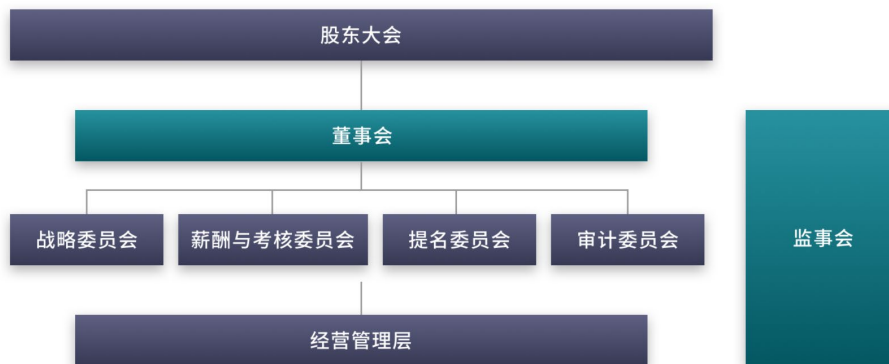 股东大会
董事会
战略委员会
薪酬与考核委员会
提名委员会
审计委员会
监事会
经营管理层